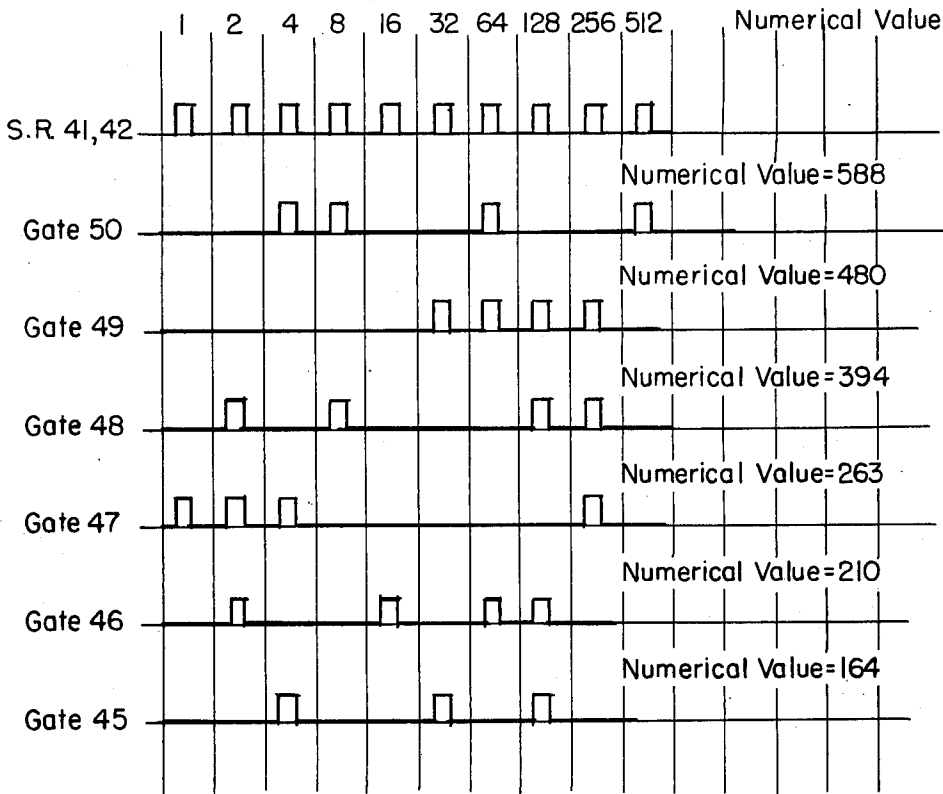 1 2 4 8 16 32 64 128 256 512 Numerical Value
S.R. 41,42
Numerical Value=588
Gate 50
Numerical Value=480
Gate 49
Numerical Value=394
Gate 48
Numerical Value=263
Gate 47
Numerical Value=210
Gate 46
Numerical Value=164
Gate 45